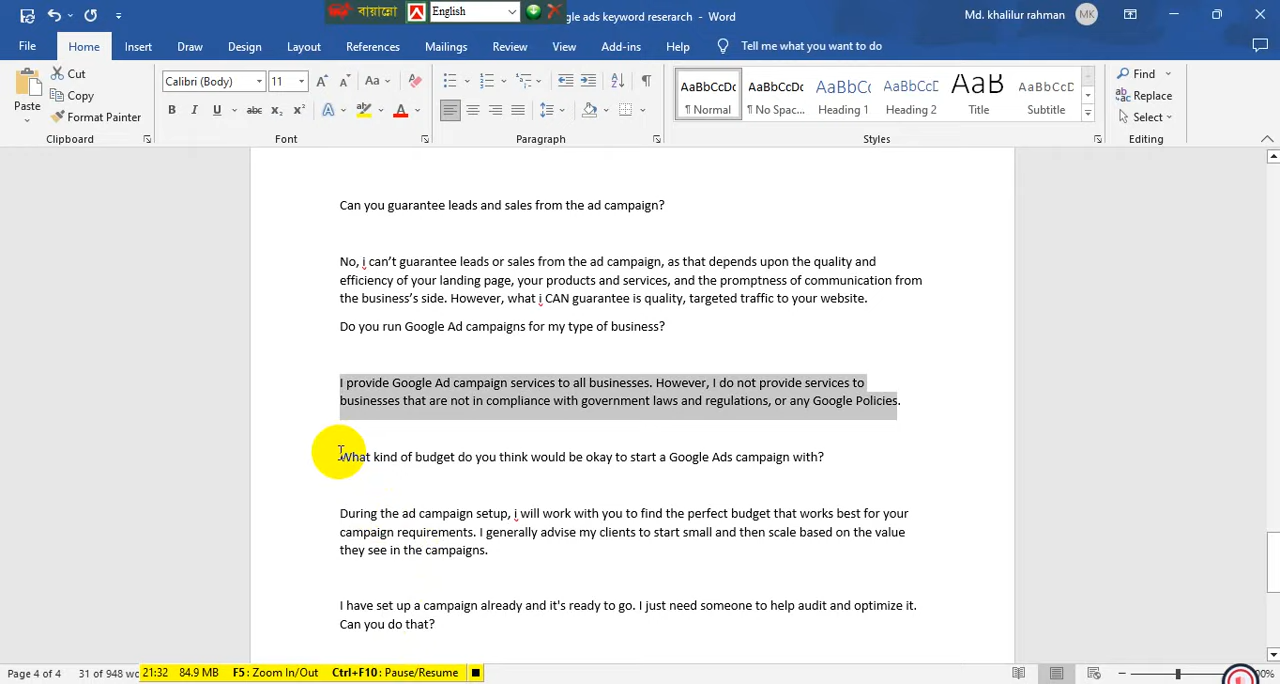 বায়ান্নো
English
gle ads keyword reserarch - Word
Md. khalilur rahman
MK
File Home Insert Draw Design Layout References Mailings Review View Add-ins Help Tell me what you want to do
Paste
Cut
Copy
Format Painter
Clipboard
Calibri (Body) 11
Font
Paragraph
AaBbCcDc AaBbCcDc AaBbCc AaBbCcD AaB AaBbCcD
¶ Normal ¶ No Spac... Heading 1 Heading 2 Title Subtitle
Styles
Find
Replace
Select
Editing
Can you guarantee leads and sales from the ad campaign?
No, i can’t guarantee leads or sales from the ad campaign, as that depends upon the quality and
efficiency of your landing page, your products and services, and the promptness of communication from
the business’s side. However, what i CAN guarantee is quality, targeted traffic to your website.
Do you run Google Ad campaigns for my type of business?
I provide Google Ad campaign services to all businesses. However, I do not provide services to
businesses that are not in compliance with government laws and regulations, or any Google Policies.
What kind of budget do you think would be okay to start a Google Ads campaign with?
During the ad campaign setup, i will work with you to find the perfect budget that works best for your
campaign requirements. I generally advise my clients to start small and then scale based on the value
they see in the campaigns.
I have set up a campaign already and it's ready to go. I just need someone to help audit and optimize it.
Can you do that?
Page 4 of 4 31 of 948 wo 21:32 84.9 MB F5: Zoom In/Out Ctrl+F10: Pause/Resume